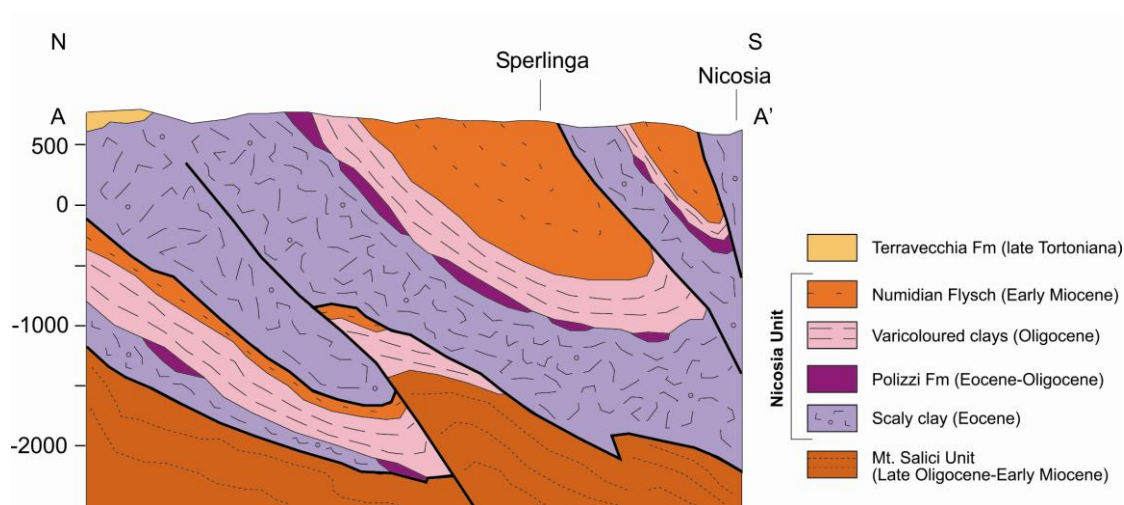 N
S
Sperlinga
Nicosia
A
A'
500
0
-1000
-2000
Terravecchia Fm (late Tortoniana)
Nicosia Unit
Numidian Flysch (Early Miocene)
Varicoloured clays (Oligocene)
Polizzi Fm (Eocene-Oligocene)
Scaly clay (Eocene)
Mt. Salici Unit
(Late Oligocene-Early Miocene)